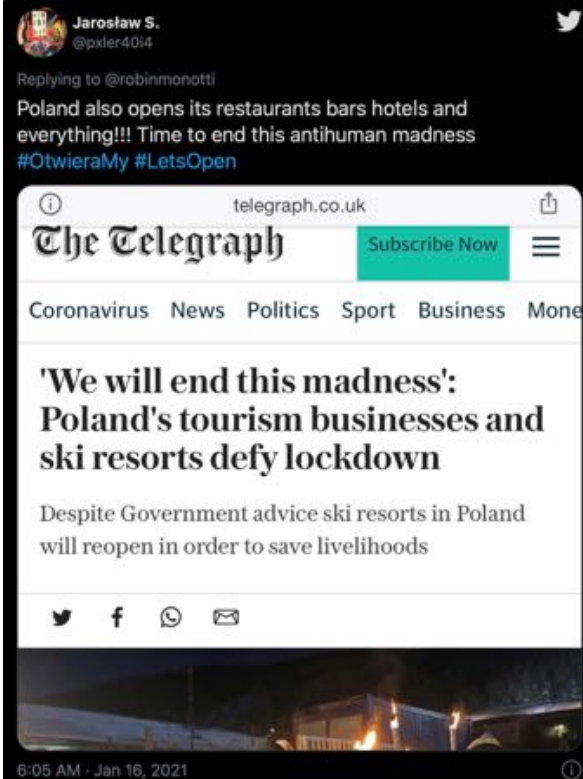 Jarosław S.
@pxler40i4
Replying to @robinmonotti
Poland also opens its restaurants bars hotels and
everything!!! Time to end this antihuman madness
#OtwieraMy #LetsOpen
telegraph.co.uk
The Telegraph
Subscribe Now
Coronavirus News Politics Sport Business Mone
'We will end this madness':
Poland's tourism businesses and
ski resorts defy lockdown
Despite Government advice ski resorts in Poland
will reopen in order to save livelihoods
6:05 AM · Jan 16, 2021